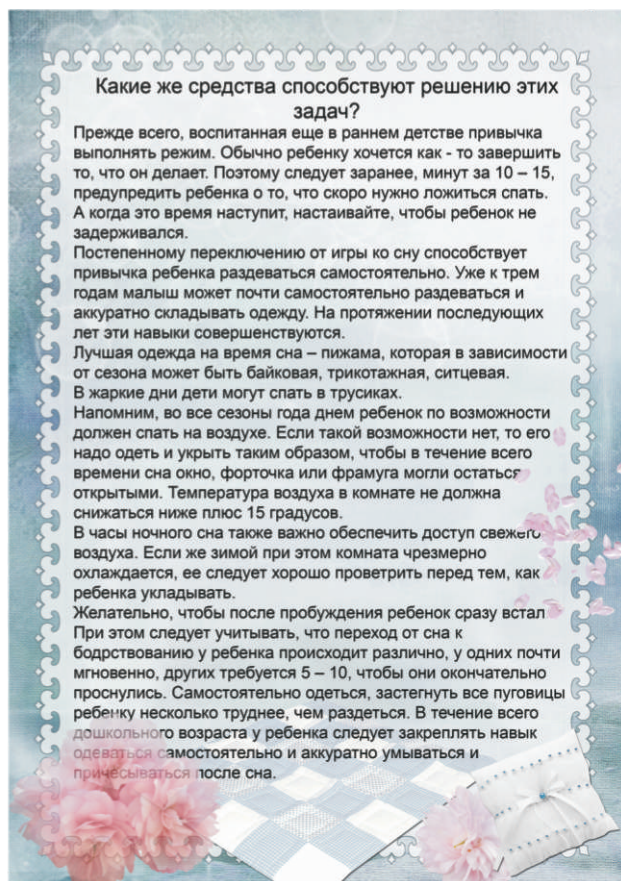 Какие же средства способствуют решению этих
задач?
Прежде всего, воспитанная еще в раннем детстве привычка
выполнять режим. Обычно ребенку хочется как - то завершить
то, что он делает. Поэтому следует заранее, минут за 10 – 15,
предупредить ребенка о то, что скоро нужно ложиться спать.
А когда это время наступит, настаивайте, чтобы ребенок не
задерживался.
Постепенному переключению от игры ко сну способствует
привычка ребенка раздеваться самостоятельно. Уже к трем
годам малыш может почти самостоятельно раздеваться и
аккуратно складывать одежду. На протяжении последующих
лет эти навыки совершенствуются.
Лучшая одежда на время сна – пижама, которая в зависимости
от сезона может быть байковая, трикотажная, ситцевая.
В жаркие дни дети могут спать в трусиках.
Напомним, во все сезоны года днем ребенок по возможности
должен спать на воздухе. Если такой возможности нет, то его
надо одеть и укрыть таким образом, чтобы в течение всего
времени сна окно, форточка или фрамуга могли остаться
открытыми. Температура воздуха в комнате не должна
снижаться ниже плюс 15 градусов.
В часы ночного сна также важно обеспечить доступ свежего
воздуха. Если же зимой при этом комната чрезмерно
охлаждается, ее следует хорошо проветрить перед тем, как
ребенка укладывать.
Желательно, чтобы после пробуждения ребенок сразу встал
При этом следует учитывать, что переход от сна к
бодрствованию у ребенка происходит различно, у одних почти
мгновенно, других требуется 5 – 10, чтобы они окончательно
проснулись. Самостоятельно одеться, застегнуть все пуговицы
ребенку несколько труднее, чем раздеться. В течение всего
дошкольного возраста у ребенка следует закреплять навык
одеваться самостоятельно и аккуратно умываться и
причесываться после сна.